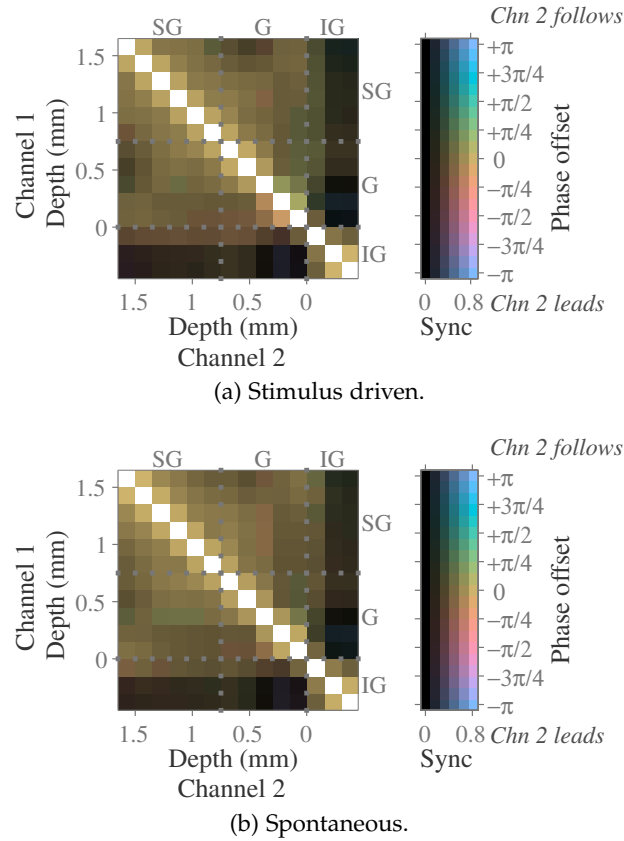 SG G IG
Chn 2 follows
1.5
1
0.5
0
Channel 1
Depth (mm)
SG
G
IG
+π
+3π/4
+π/2
+π/4
0
−π/4
−π/2
−3π/4
−π
Phase offset
1.5 1 0.5 0
0 0.8
Chn 2 leads
Depth (mm)
Sync
Channel 2
(a) Stimulus driven.
SG G IG
Chn 2 follows
1.5
1
0.5
0
Channel 1
Depth (mm)
SG
G
IG
+π
+3π/4
+π/2
+π/4
0
−π/4
−π/2
−3π/4
−π
Phase offset
1.5 1 0.5 0
0 0.8
Chn 2 leads
Depth (mm)
Sync
Channel 2
(b) Spontaneous.